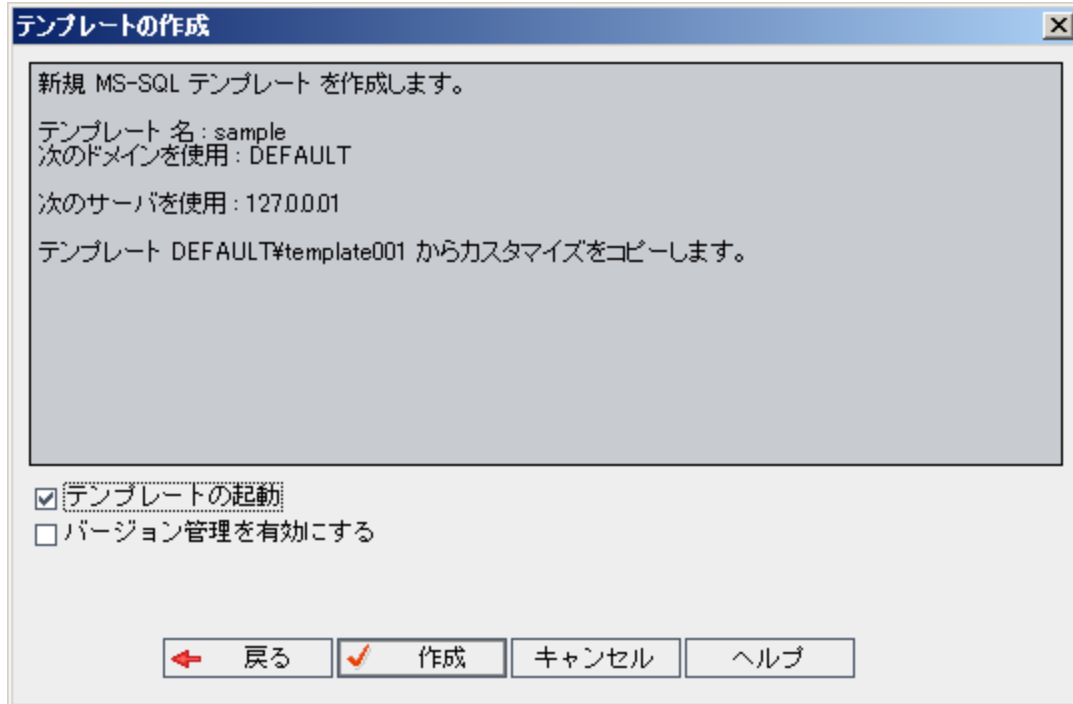 テンプレートの作成
新規 MS-SQL テンプレート を作成します。
テンプレート 名 : sample
次のドメインを使用 : DEFAULT
次のサーバを使用 : 127.0.0.01
テンプレート DEFAULT¥template001 からカスタマイズをコピーします。
テンプレートの起動
バージョン管理を有効にする
戻る 作成 キャンセル ヘルプ